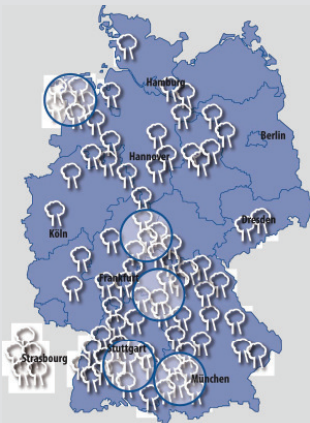 Hamburg
Berlin
Hannover
Dresden
Köln
Frankfurt
Stuttgart
Strasbourg
München